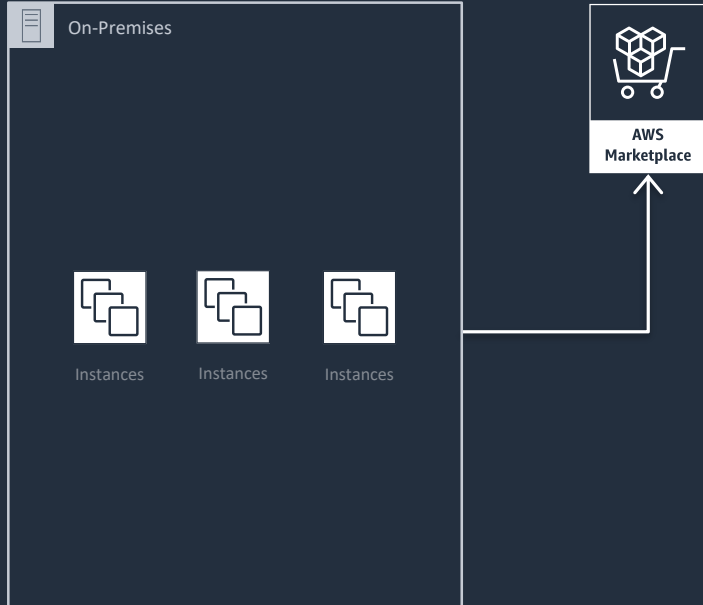 On-Premises
AWS
Marketplace
Instances
Instances
Instances